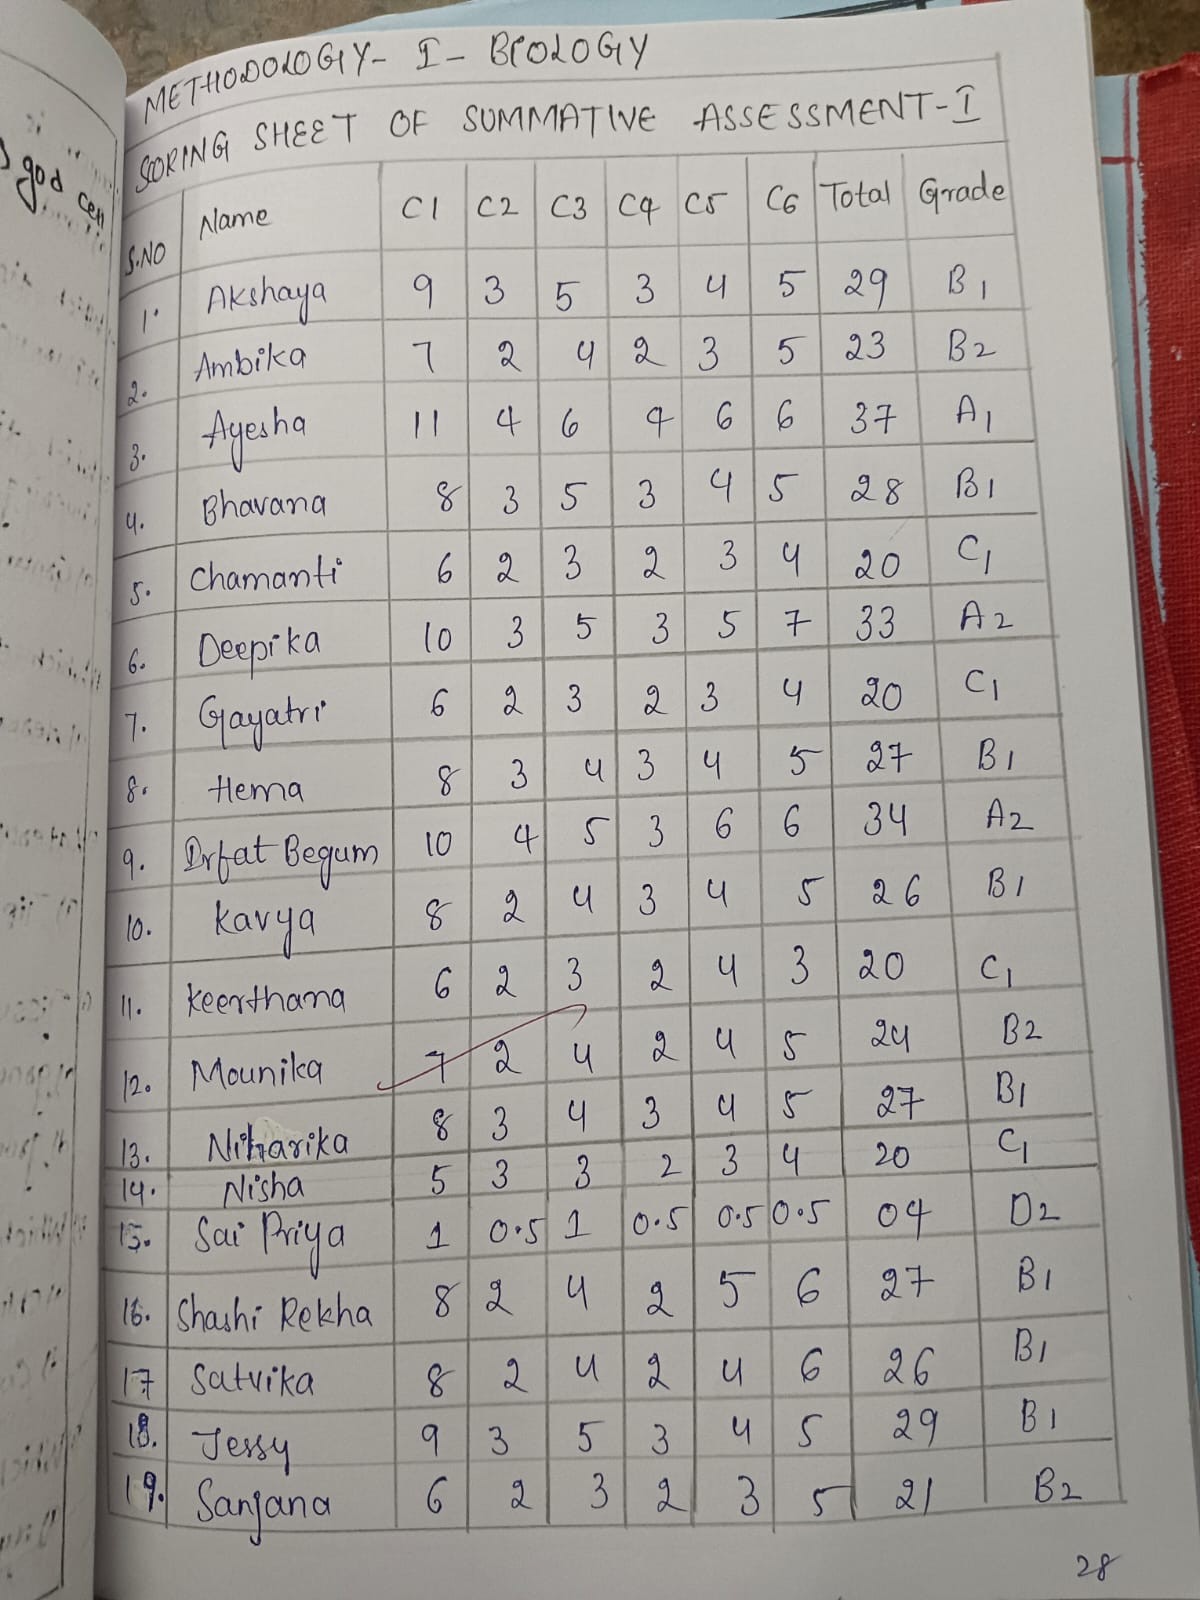 METHODOLOGY- I - BIOLOGY
SCORING SHEET OF SUMMATIVE ASSESSMENT-I
S.NO Name C1 C2 C3 C4 C5 C6 Total Grade
1. Akshaya 9 3 5 3 4 5 29 B1
2. Ambika 7 2 4 2 3 5 23 B2
3. Ayesha 11 4 6 4 6 6 37 A1
4. Bhavana 8 3 5 3 4 5 28 B1
5. Chamanti 6 2 3 2 3 4 20 C1
6. Deepika 10 3 5 3 5 7 33 A2
7. Gayatri 6 2 3 2 3 4 20 C1
8. Hema 8 3 4 3 4 5 27 B1
9. Irfat Begum 10 4 5 3 6 6 34 A2
10. Kavya 8 2 4 3 4 5 26 B1
11. Keerthana 6 2 3 2 4 3 20 C1
12. Mounika 7 2 4 2 4 5 24 B2
13. Niharika 8 3 4 3 4 5 27 B1
14. Nisha 5 3 3 2 3 4 20 C1
15. Sai Priya 1 0.5 1 0.5 0.5 0.5 04 D2
16. Shashi Rekha 8 2 4 2 5 6 27 B1
17 Satvika 8 2 4 2 4 6 26 B1
18. Jessy 9 3 5 3 4 5 29 B1
19. Sanjana 6 2 3 2 3 5 21 B2
28
god cell